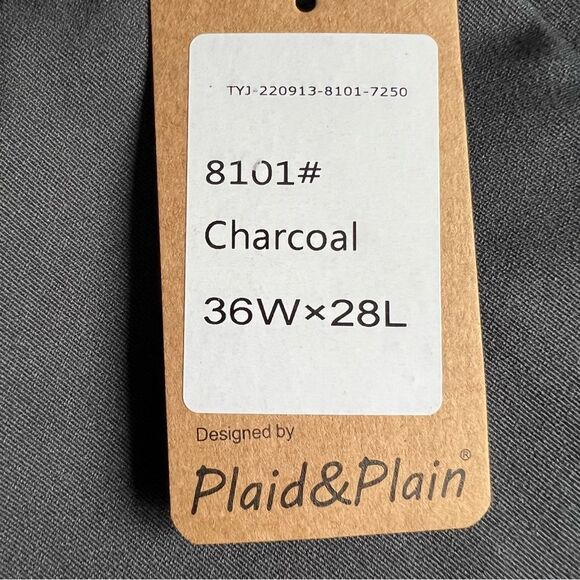 TYJ-220913-8101-7250
8101#
Charcoal
36W×28L
Designed by
Plaid&Plain®